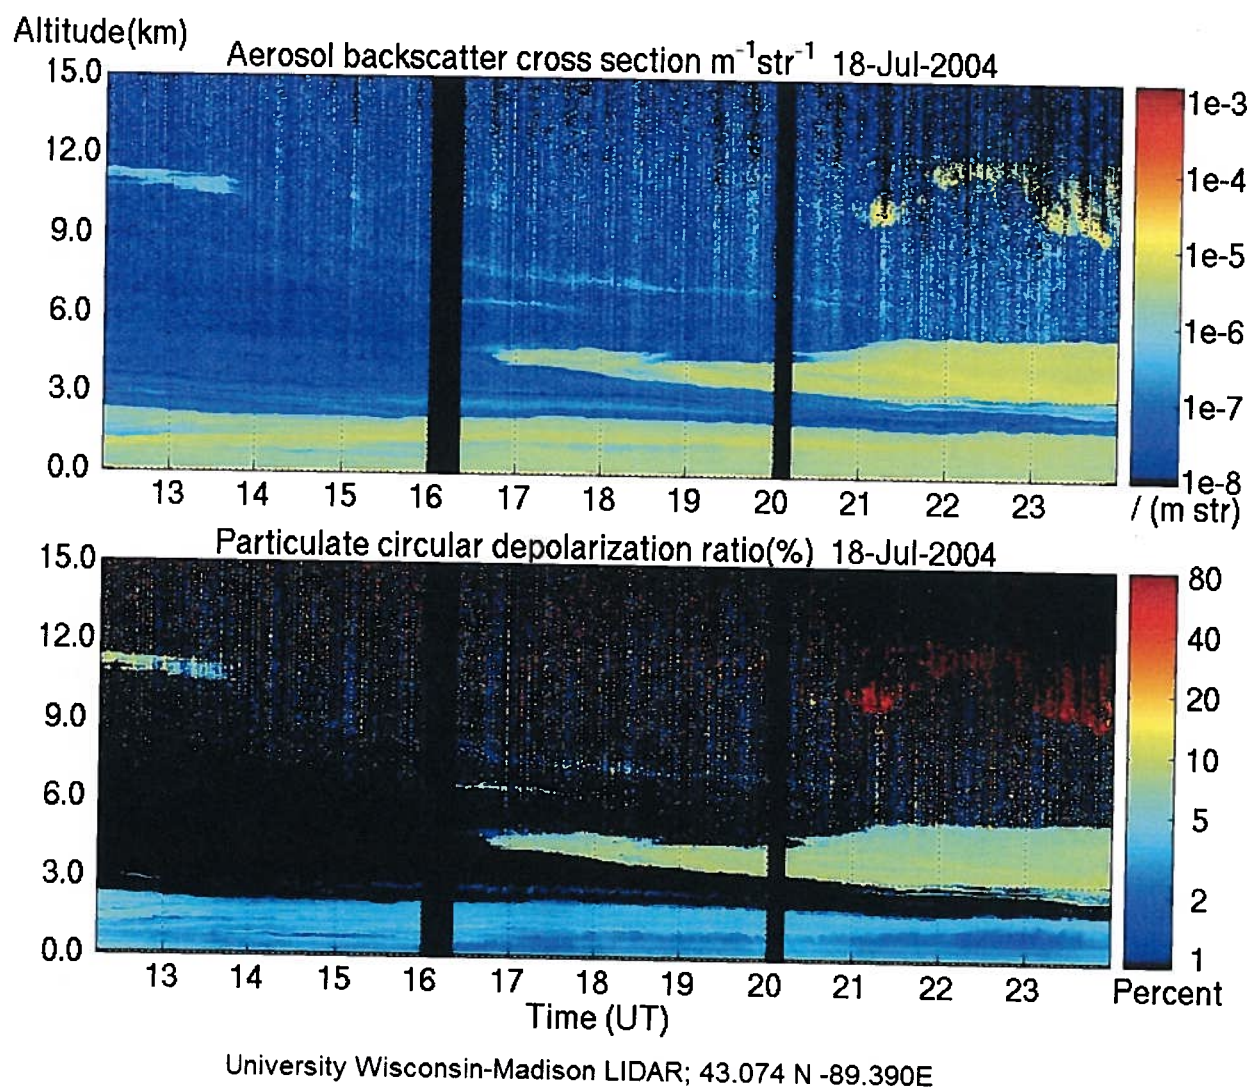 Altitude(km)
Aerosol backscatter cross section m⁻¹str⁻¹ 18-Jul-2004
15.0
12.0
9.0
6.0
3.0
0.0
13 14 15 16 17 18 19 20 21 22 23
1e-3
1e-4
1e-5
1e-6
1e-7
1e-8
/ (m str)
Particulate circular depolarization ratio(%) 18-Jul-2004
15.0
12.0
9.0
6.0
3.0
0.0
13 14 15 16 17 18 19 20 21 22 23
80
40
20
10
5
2
1
Percent
Time (UT)
University Wisconsin-Madison LIDAR; 43.074 N -89.390E